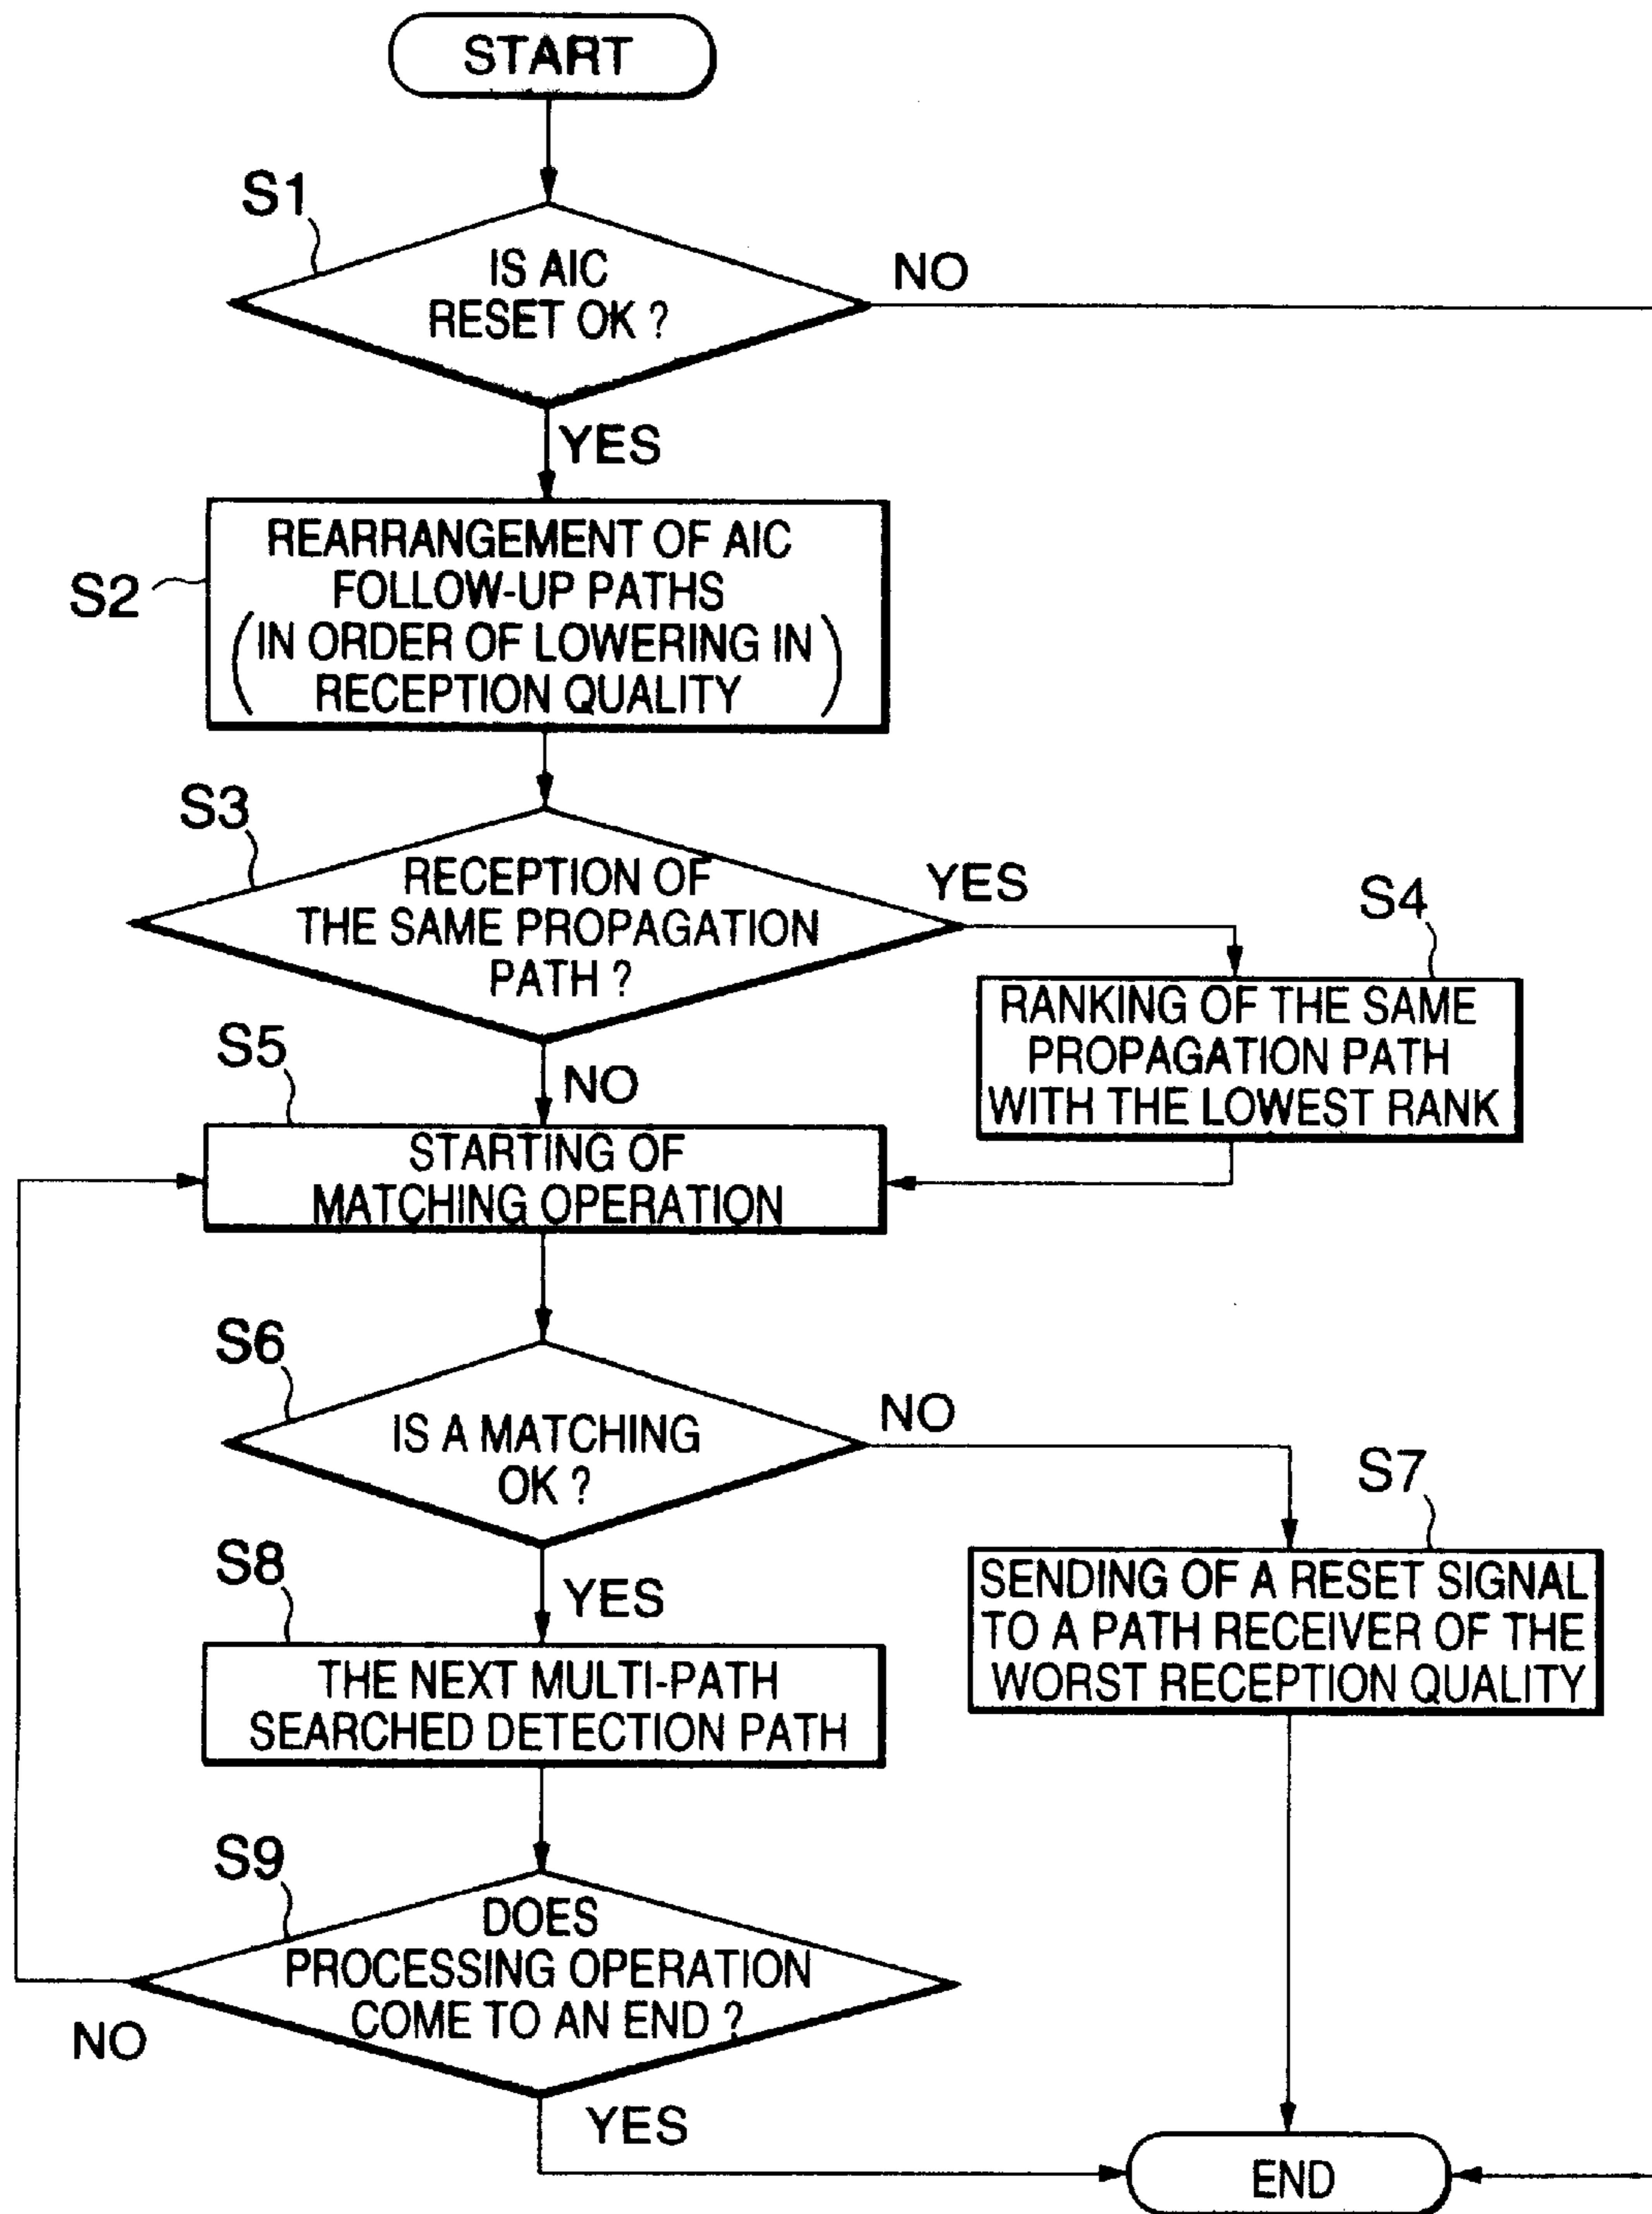 START
S1
IS AIC
RESET OK ?
NO
YES
S2
REARRANGEMENT OF AIC
FOLLOW-UP PATHS
(IN ORDER OF LOWERING IN
RECEPTION QUALITY)
S3
RECEPTION OF
THE SAME PROPAGATION
PATH ?
YES
S4
RANKING OF THE SAME
PROPAGATION PATH
WITH THE LOWEST RANK
NO
S5
STARTING OF
MATCHING OPERATION
S6
IS A MATCHING
OK ?
NO
S7
SENDING OF A RESET SIGNAL
TO A PATH RECEIVER OF THE
WORST RECEPTION QUALITY
YES
S8
THE NEXT MULTI-PATH
SEARCHED DETECTION PATH
S9
DOES
PROCESSING OPERATION
COME TO AN END ?
NO
YES
END